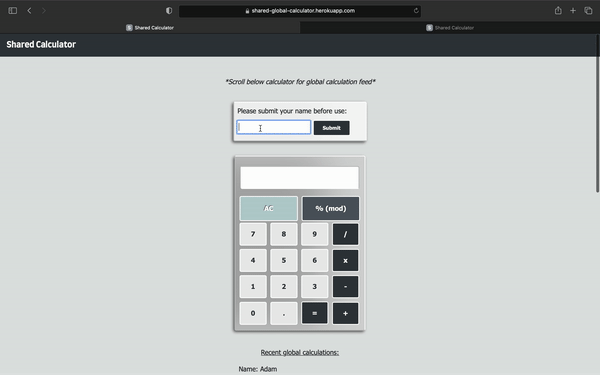 shared-global-calculator.herokuapp.com
Shared Calculator
Shared Calculator
Shared Calculator
*Scroll below calculator for global calculation feed*
Please submit your name before use:
Submit
AC % (mod)
7 8 9 /
4 5 6 x
1 2 3 -
0 . = +
Recent global calculations:
Name: Adam